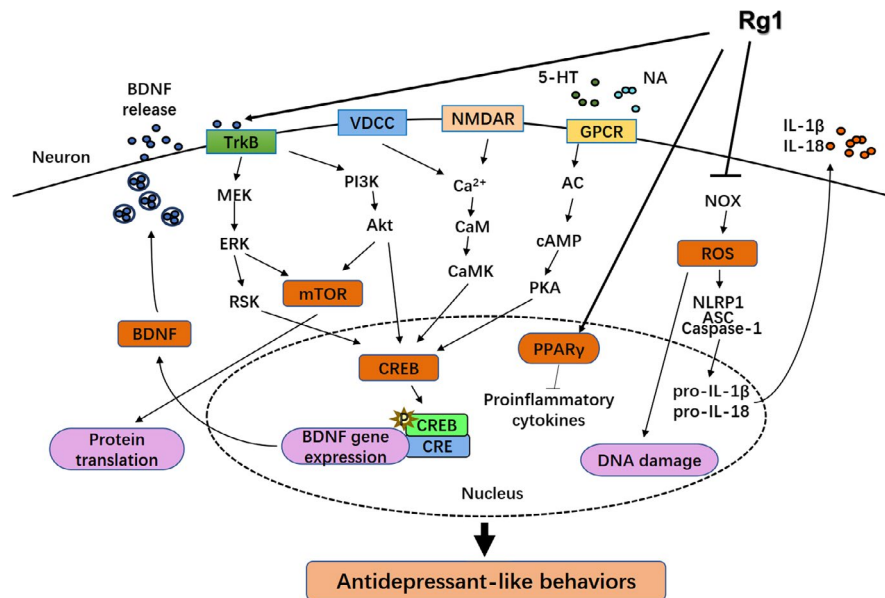 Rg1
5-HT
NA
BDNF
release
IL-1β
IL-18
TrkB
VDCC
NMDAR
GPCR
Neuron
MEK
PI3K
Ca²⁺
AC
NOX
ERK
Akt
CaM
cAMP
ROS
RSK
mTOR
CaMK
PKA
NLRP1
ASC
Caspase-1
BDNF
CREB
PPARγ
pro-IL-1β
pro-IL-18
Proinflammatory
cytokines
P
CREB
CRE
BDNF gene
expression
Protein
translation
DNA damage
Nucleus
Antidepressant-like behaviors